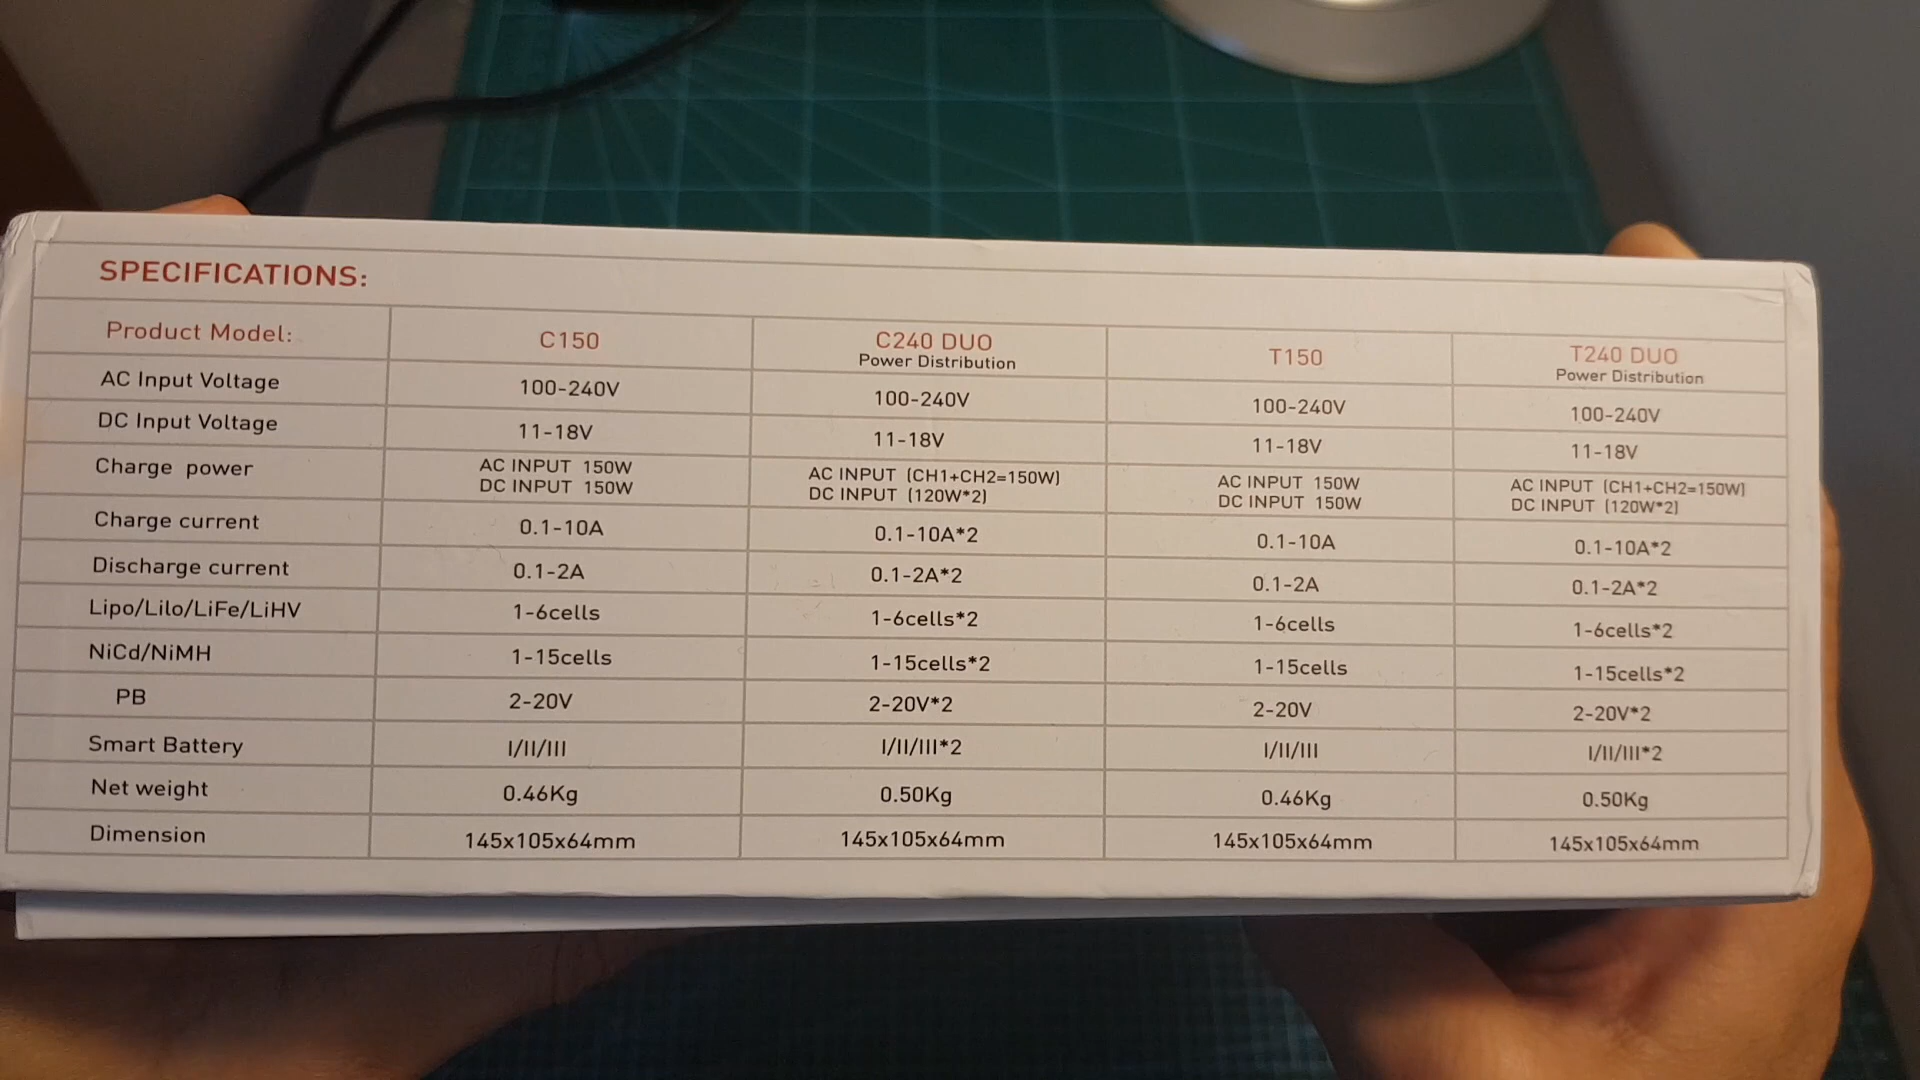 SPECIFICATIONS:
Product Model: C150 C240 DUO Power Distribution T150 T240 DUO Power Distribution
AC Input Voltage 100-240V 100-240V 100-240V 100-240V
DC Input Voltage 11-18V 11-18V 11-18V 11-18V
Charge power AC INPUT 150W AC INPUT (CH1+CH2=150W) AC INPUT 150W AC INPUT (CH1+CH2=150W)
DC INPUT 150W DC INPUT (120W*2) DC INPUT 150W DC INPUT (120W*2)
Charge current 0.1-10A 0.1-10A*2 0.1-10A 0.1-10A*2
Discharge current 0.1-2A 0.1-2A*2 0.1-2A 0.1-2A*2
Lipo/Lilo/LiFe/LiHV 1-6cells 1-6cells*2 1-6cells 1-6cells*2
NiCd/NiMH 1-15cells 1-15cells*2 1-15cells 1-15cells*2
PB 2-20V 2-20V*2 2-20V 2-20V*2
Smart Battery I/II/III I/II/III*2 I/II/III I/II/III*2
Net weight 0.46Kg 0.50Kg 0.46Kg 0.50Kg
Dimension 145x105x64mm 145x105x64mm 145x105x64mm 145x105x64mm